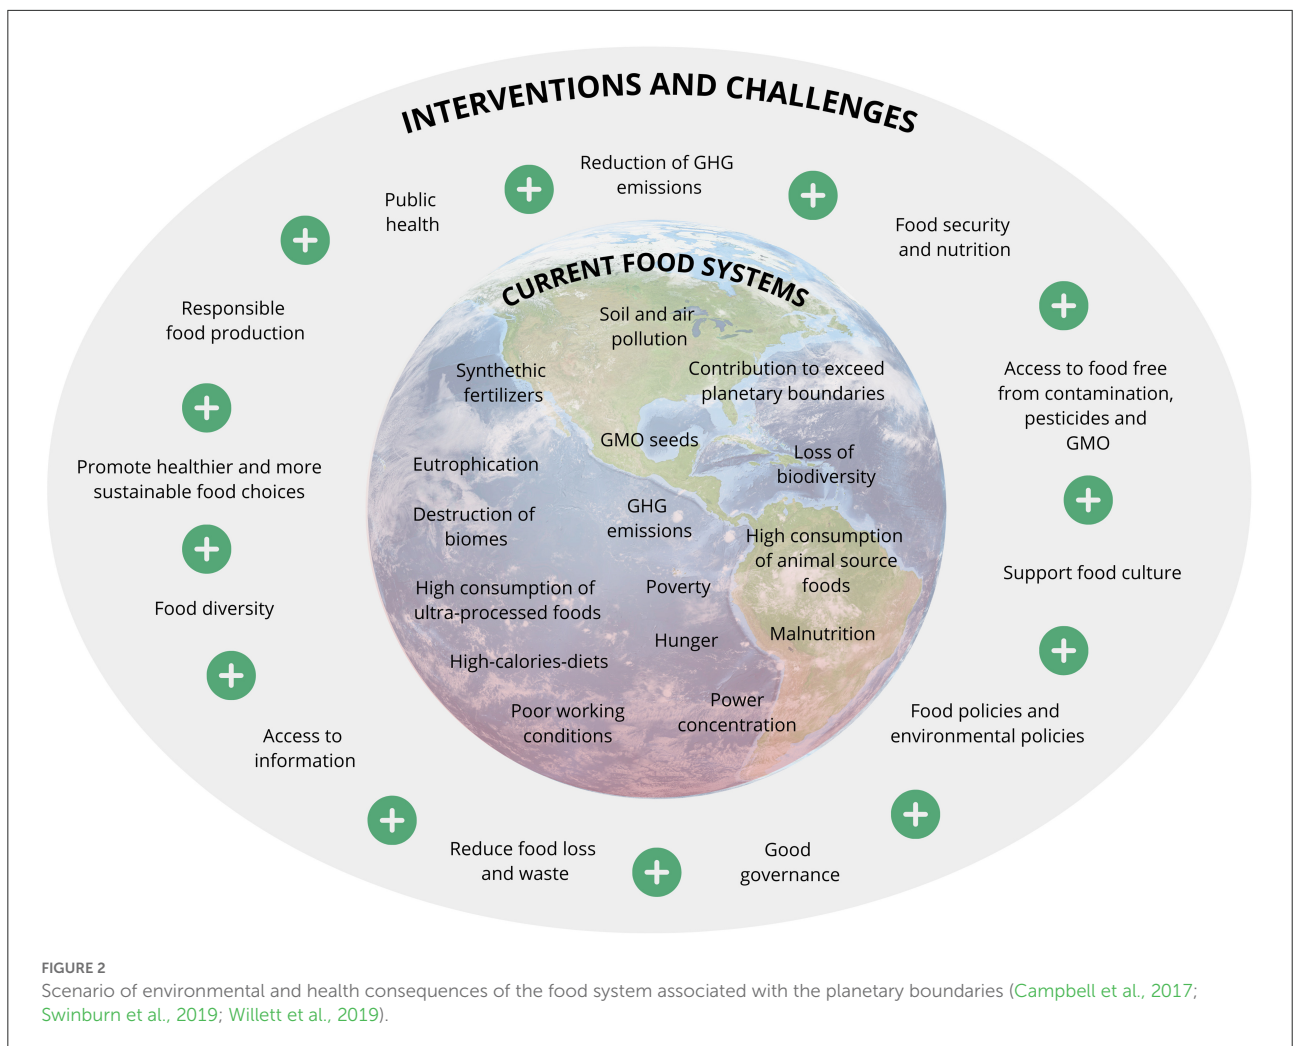 INTERVENTIONS AND CHALLENGES
Reduction of GHG
emissions
Public
health
Food security
and nutrition
Responsible
food production
Access to food free
from contamination,
pesticides and
GMO
Promote healthier and more
sustainable food choices
Support food culture
Food diversity
Food policies and
environmental policies
Access to
information
Reduce food loss
and waste
Good
governance
CURRENT FOOD SYSTEMS
Soil and air
pollution
Synthethic
fertilizers
Contribution to exceed
planetary boundaries
GMO seeds
Eutrophication
Loss of
biodiversity
Destruction of
biomes
GHG
emissions
High consumption
of animal source
foods
High consumption of
ultra-processed foods
Poverty
Hunger
Malnutrition
High-calories-diets
Poor working
conditions
Power
concentration
FIGURE 2
Scenario of environmental and health consequences of the food system associated with the planetary boundaries (Campbell et al., 2017;
Swinburn et al., 2019; Willett et al., 2019).